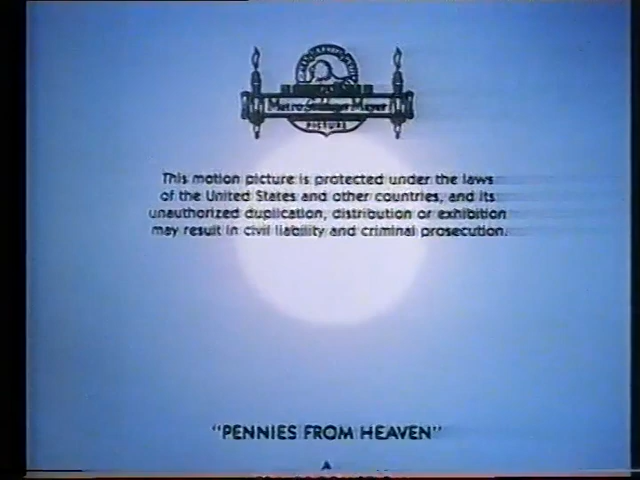 Metro Goldwyn Mayer
PICTURE
This motion picture is protected under the laws
of the United States and other countries, and its
unauthorized duplication, distribution or exhibition
may result in civil liability and criminal prosecution.
"PENNIES FROM HEAVEN"
A